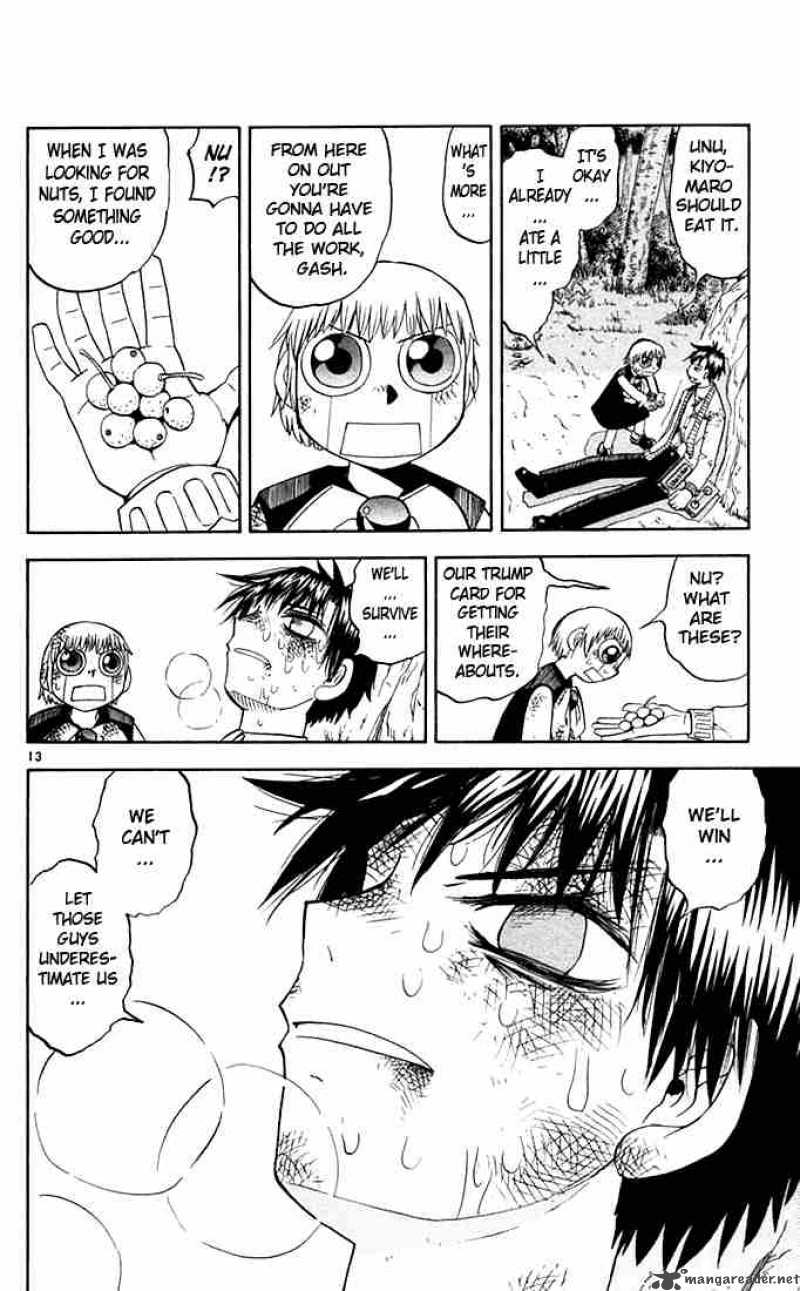 UNU,
KIYO-
MARO
SHOULD
EAT IT.
IT'S
OKAY
...
I
ALREADY
...
ATE A
LITTLE
...
WHAT
'S
MORE
...
FROM HERE
ON OUT
YOU'RE
GONNA HAVE
TO DO ALL
THE WORK,
GASH.
NU
!?
WHEN I WAS
LOOKING FOR
NUTS, I FOUND
SOMETHING
GOOD...
NU?
WHAT
ARE
THESE?
OUR TRUMP
CARD FOR
GETTING
THEIR
WHERE-
ABOUTS.
WE'LL
...
SURVIVE
...
13
WE'LL
WIN
...
WE
CAN'T
...
LET
THOSE
GUYS
UNDERES-
TIMATE US
...
mangareader.net